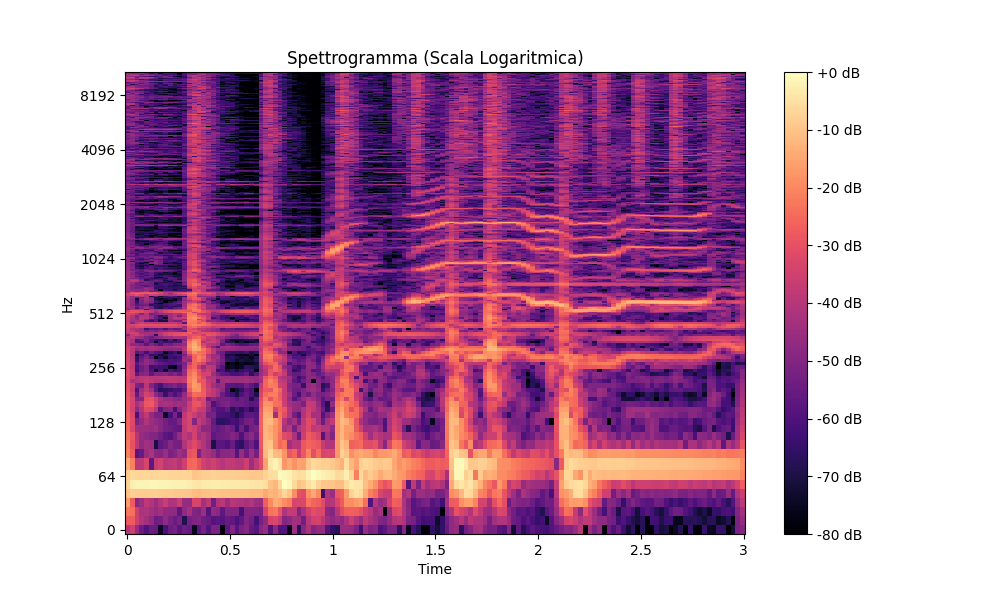 Spettrogramma (Scala Logaritmica)
8192
4096
2048
1024
512
256
128
64
0
Hz
0
0.5
1
1.5
2
2.5
3
Time
+0 dB
-10 dB
-20 dB
-30 dB
-40 dB
-50 dB
-60 dB
-70 dB
-80 dB